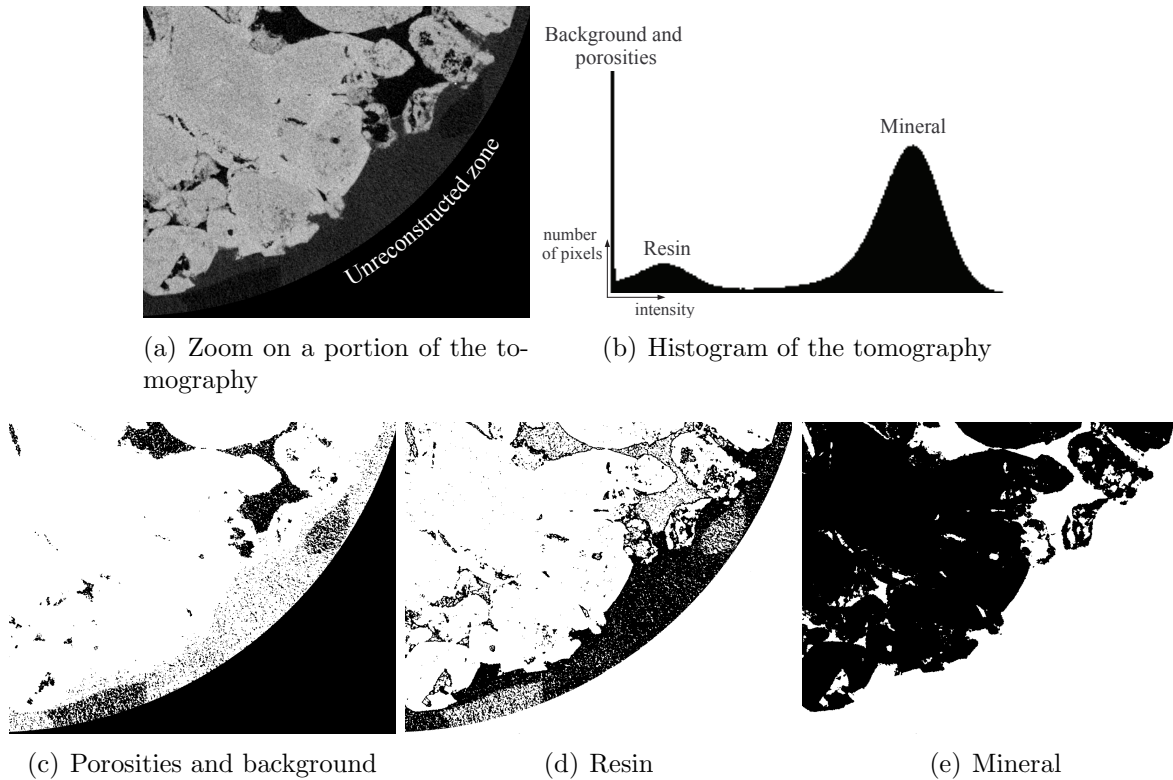 Unreconstructed zone
Background and
porosities
Mineral
number
of pixels
Resin
intensity
(a) Zoom on a portion of the to-
mography
(b) Histogram of the tomography
(c) Porosities and background
(d) Resin
(e) Mineral